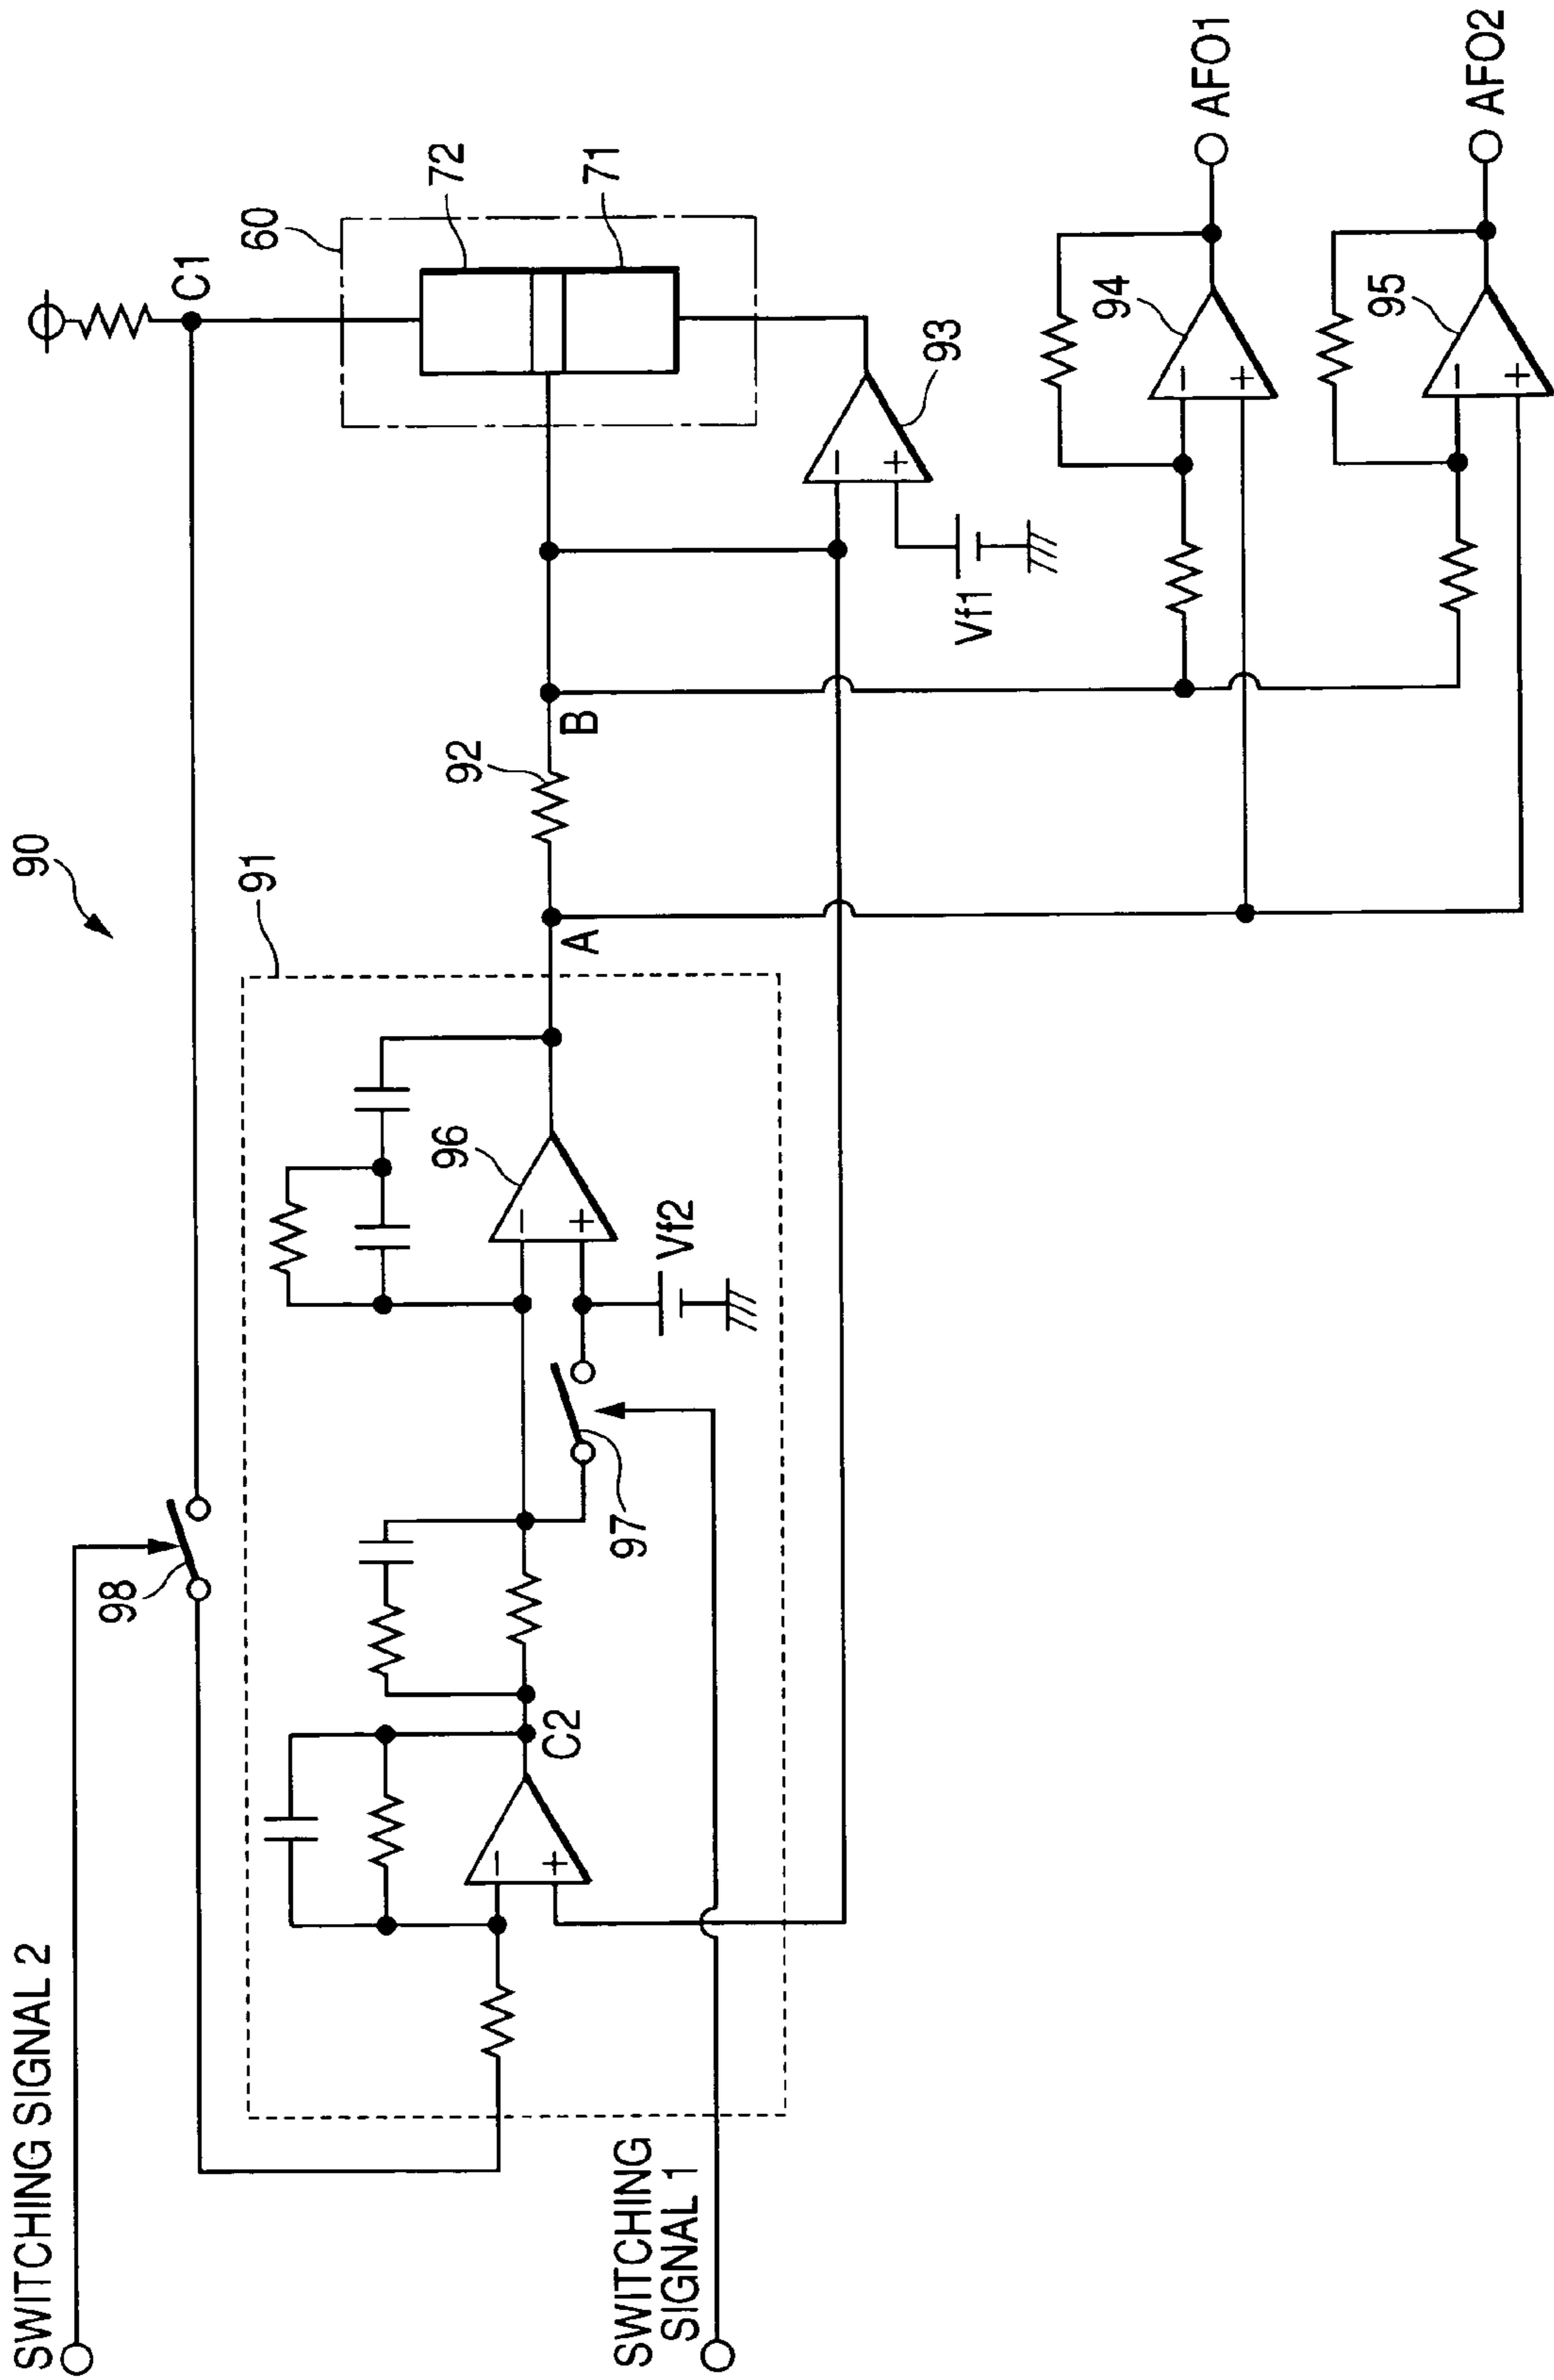 90
SWITCHING SIGNAL 2
98
C1
60
72
71
91
96
92
A
B
C2
97
Vf2
93
Vf1
SWITCHING
SIGNAL 1
94
AFO1
95
AFO2
−
+
−
+
−
+
−
+
−
+